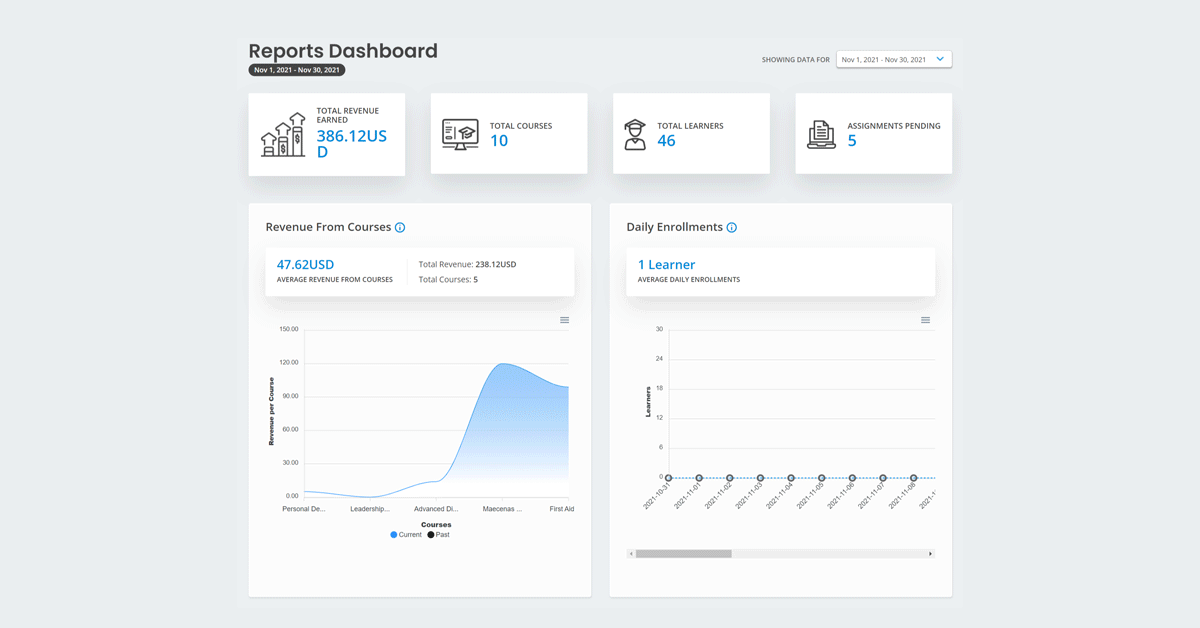 Reports Dashboard
Nov 1, 2021 - Nov 30, 2021
SHOWING DATA FOR
Nov 1, 2021 - Nov 30, 2021
TOTAL REVENUE
EARNED
386.12US
D
TOTAL COURSES
10
TOTAL LEARNERS
46
ASSIGNMENTS PENDING
5
Revenue From Courses
47.62USD
AVERAGE REVENUE FROM COURSES
Total Revenue: 238.12USD
Total Courses: 5
150.00
120.00
90.00
60.00
30.00
0.00
Revenue per Course
Personal De...
Leadership...
Advanced Di...
Maecenas ...
First Aid
Courses
Current
Past
Daily Enrollments
1 Learner
AVERAGE DAILY ENROLLMENTS
30
24
18
12
6
0
Learners
2021-10-31
2021-11-01
2021-11-02
2021-11-03
2021-11-04
2021-11-05
2021-11-06
2021-11-07
2021-11-08